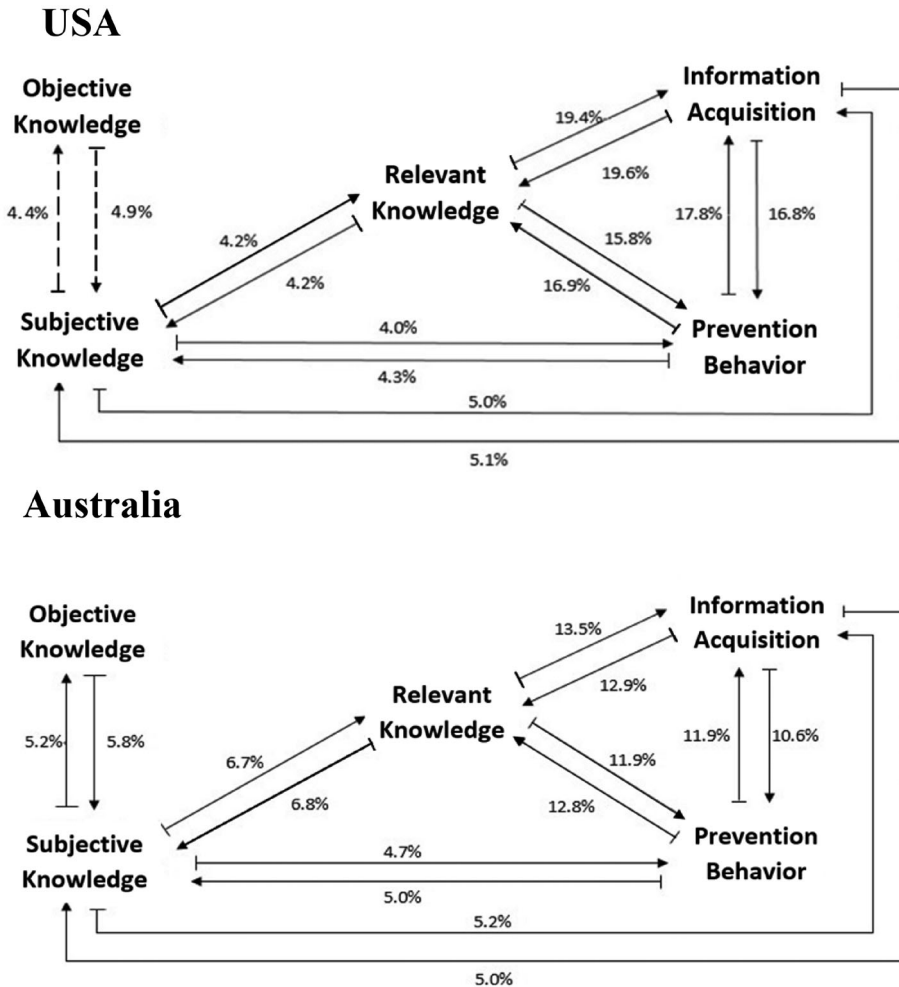 USA
Objective
Knowledge
Information
Acquisition
19.4%
Relevant
Knowledge
19.6%
4.4%
4.9%
17.8%
16.8%
4.2%
15.8%
4.2%
16.9%
Subjective
Knowledge
4.0%
Prevention
Behavior
4.3%
5.0%
5.1%
Australia
Objective
Knowledge
Information
Acquisition
13.5%
12.9%
Relevant
Knowledge
5.2%
5.8%
11.9%
10.6%
6.7%
11.9%
6.8%
12.8%
Subjective
Knowledge
4.7%
Prevention
Behavior
5.0%
5.2%
5.0%